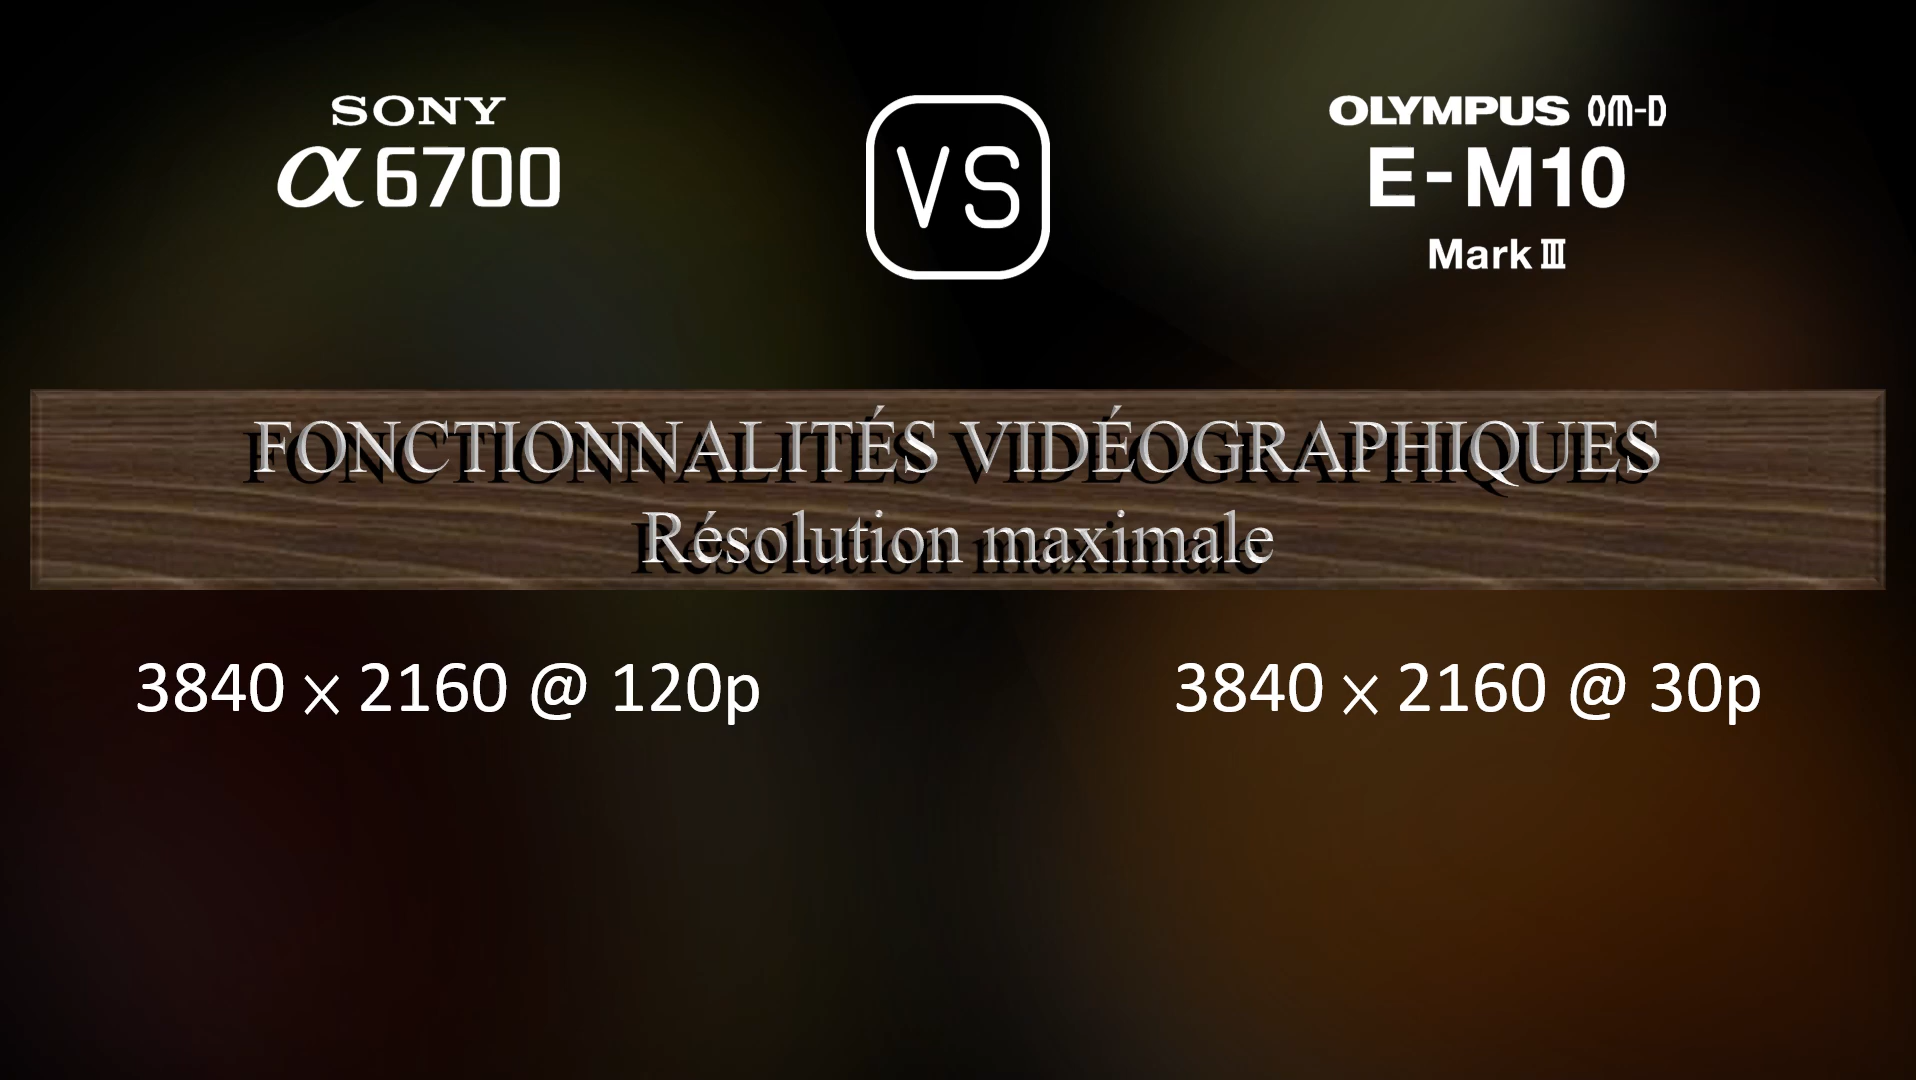 SONY
α6700
VS
OLYMPUS OM-D
E-M10
Mark III
FONCTIONNALITÉS VIDÉOGRAPHIQUES
Résolution maximale
3840 x 2160 @ 120p
3840 x 2160 @ 30p